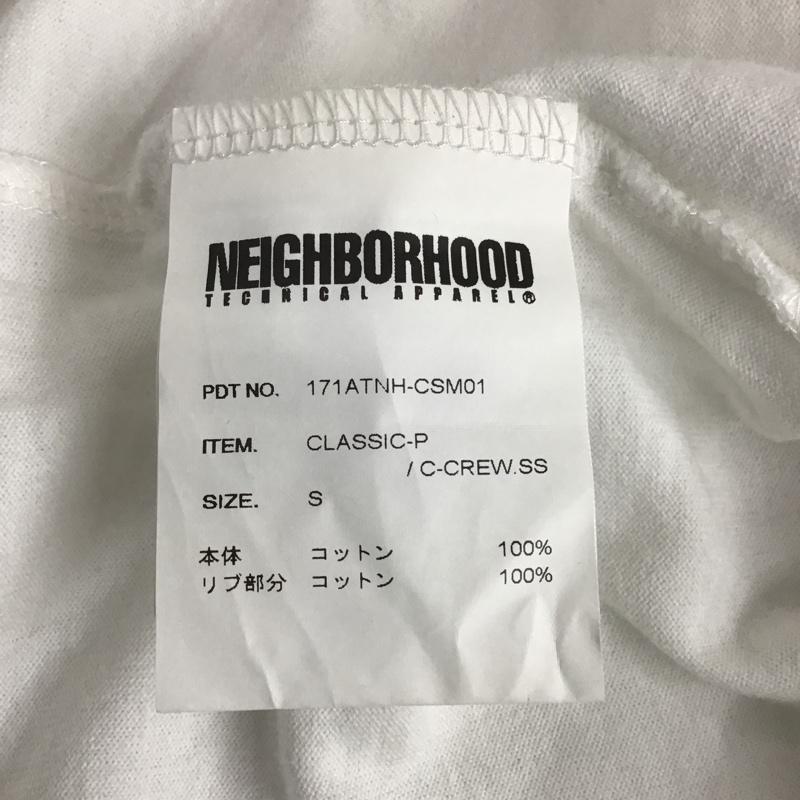 NEIGHBORHOOD
TECHNICAL APPAREL®
PDT NO. 171ATNH-CSM01
ITEM. CLASSIC-P
/ C-CREW.SS
SIZE. S
本体 コットン 100%
リブ部分 コットン 100%